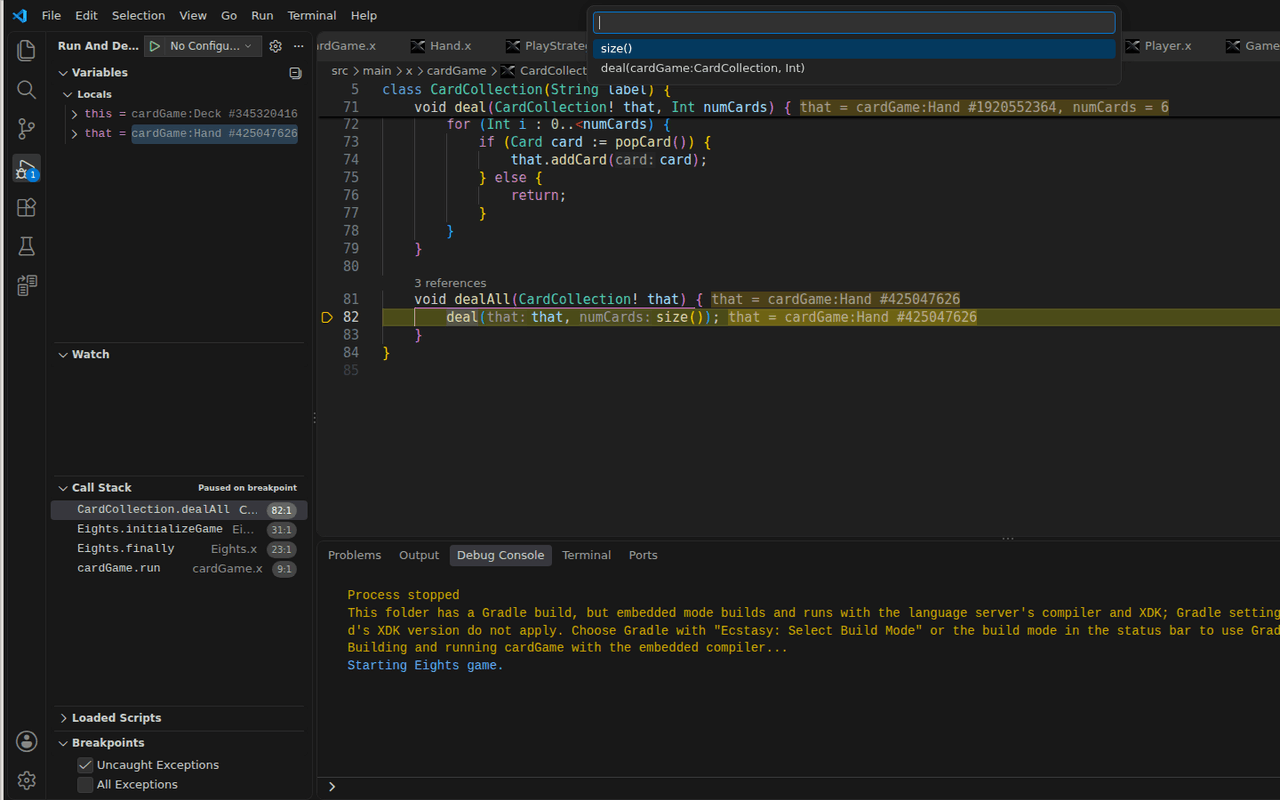 File Edit Selection View Go Run Terminal Help
size()
deal(cardGame:CardCollection, Int)
Run And De... No Configu... ...
ardGame.x Hand.x PlayStrate Player.x Game
Variables
Locals
this = cardGame:Deck #345320416
that = cardGame:Hand #425047626
Watch
Call Stack Paused on breakpoint
CardCollection.dealAll C... 82:1
Eights.initializeGame Ei... 31:1
Eights.finally Eights.x 23:1
cardGame.run cardGame.x 9:1
Loaded Scripts
Breakpoints
Uncaught Exceptions
All Exceptions
1
src > main > x > cardGame > CardCollect
5 class CardCollection(String label) {
71 void deal(CardCollection! that, Int numCards) { that = cardGame:Hand #1920552364, numCards = 6
72 for (Int i : 0..<numCards) {
73 if (Card card := popCard()) {
74 that.addCard(card: card);
75 } else {
76 return;
77 }
78 }
79 }
80
3 references
81 void dealAll(CardCollection! that) { that = cardGame:Hand #425047626
82 deal(that: that, numCards: size()); that = cardGame:Hand #425047626
83 }
84 }
85
Problems Output Debug Console Terminal Ports
Process stopped
This folder has a Gradle build, but embedded mode builds and runs with the language server's compiler and XDK; Gradle setting
d's XDK version do not apply. Choose Gradle with "Ecstasy: Select Build Mode" or the build mode in the status bar to use Grad
Building and running cardGame with the embedded compiler...
Starting Eights game.
>